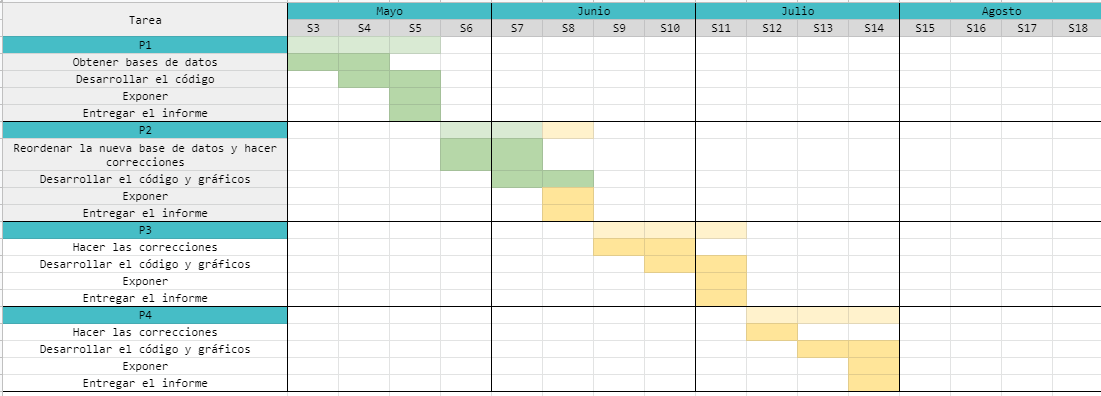 Tarea Mayo Junio Julio Agosto
S3 S4 S5 S6 S7 S8 S9 S10 S11 S12 S13 S14 S15 S16 S17 S18
P1
Obtener bases de datos
Desarrollar el código
Exponer
Entregar el informe
P2
Reordenar la nueva base de datos y hacer
correcciones
Desarrollar el código y gráficos
Exponer
Entregar el informe
P3
Hacer las correcciones
Desarrollar el código y gráficos
Exponer
Entregar el informe
P4
Hacer las correcciones
Desarrollar el código y gráficos
Exponer
Entregar el informe